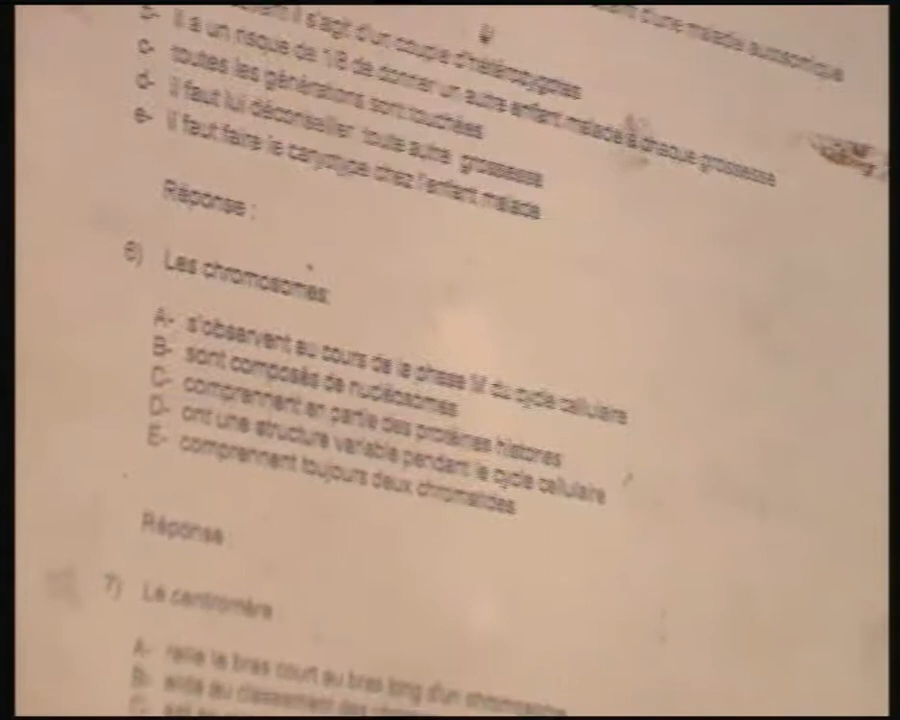 d'une maladie autosomique
il s'agit d'un couple d'hétérozygotes
b- il a un risque de 1/8 de donner un autre enfant malade à chaque grossesse
c- toutes les générations sont touchées
d- il faut lui déconseiller toute autre grossesse
e- il faut faire le caryotype chez l'enfant malade
Réponse :
6) Les chromosomes:
A- s'observent au cours de la phase M du cycle cellulaire
B- sont composés de nucléosomes
C- comprennent en partie des protéines histones
D- ont une structure variable pendant le cycle cellulaire
E- comprennent toujours deux chromatides
Réponse
7) Le centromère
A- relie le bras court au bras long d'un chromosome
B- aide au classement des